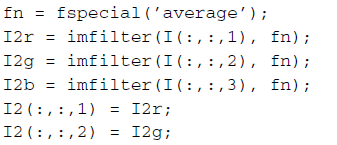 fn = fspecial(’average’);
I2r = imfilter(I(:,:,1), fn);
I2g = imfilter(I(:,:,2), fn);
I2b = imfilter(I(:,:,3), fn);
I2(:,:,1) = I2r;
I2(:,:,2) = I2g;